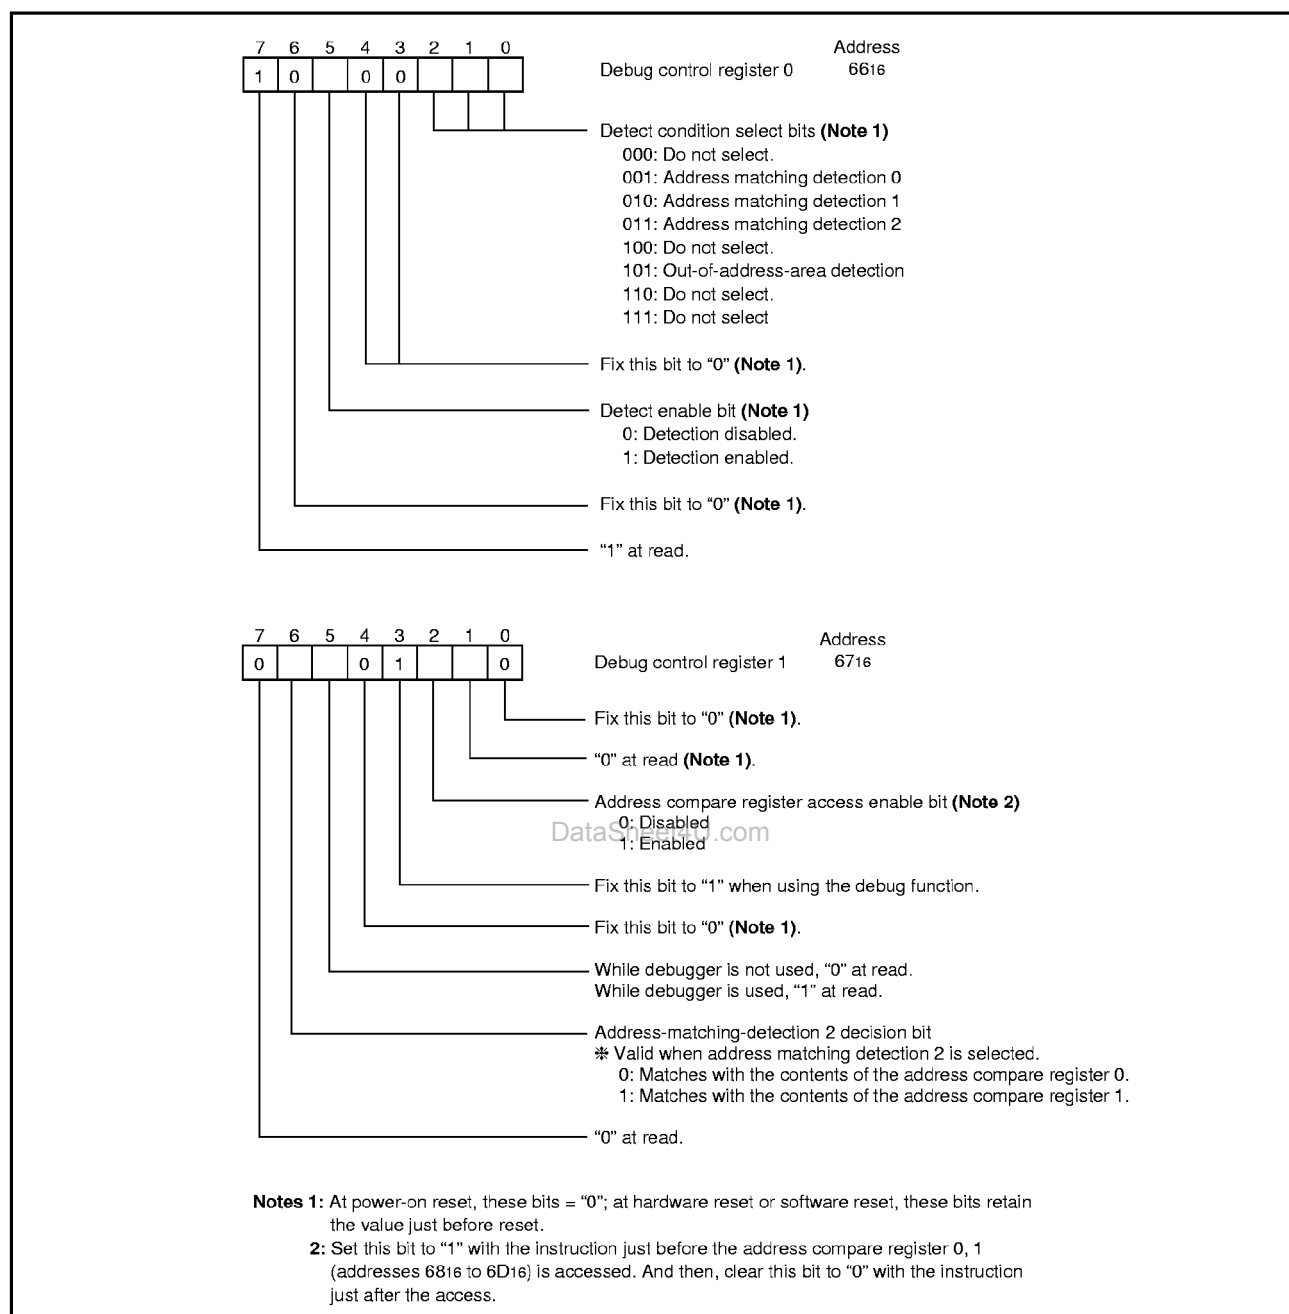 7 6 5 4 3 2 1 0 Address
1 0 0 0 Debug control register 0 6616
Detect condition select bits (Note 1)
000: Do not select.
001: Address matching detection 0
010: Address matching detection 1
011: Address matching detection 2
100: Do not select.
101: Out-of-address-area detection
110: Do not select.
111: Do not select
Fix this bit to “0” (Note 1).
Detect enable bit (Note 1)
0: Detection disabled.
1: Detection enabled.
Fix this bit to “0” (Note 1).
“1” at read.
7 6 5 4 3 2 1 0 Address
0 0 1 0 Debug control register 1 6716
Fix this bit to “0” (Note 1).
“0” at read (Note 1).
Address compare register access enable bit (Note 2)
0: Disabled
DataSheet4U.com
1: Enabled
Fix this bit to “1” when using the debug function.
Fix this bit to “0” (Note 1).
While debugger is not used, “0” at read.
While debugger is used, “1” at read.
Address-matching-detection 2 decision bit
❈ Valid when address matching detection 2 is selected.
0: Matches with the contents of the address compare register 0.
1: Matches with the contents of the address compare register 1.
“0” at read.
Notes 1: At power-on reset, these bits = “0”; at hardware reset or software reset, these bits retain
the value just before reset.
2: Set this bit to “1” with the instruction just before the address compare register 0, 1
(addresses 6816 to 6D16) is accessed. And then, clear this bit to “0” with the instruction
just after the access.